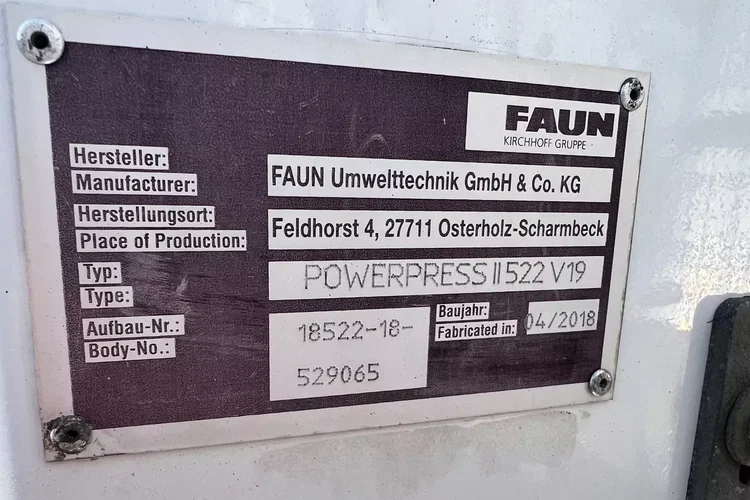 FAUN
KIRCHHOFF GRUPPE
Hersteller:
Manufacturer:
FAUN Umwelttechnik GmbH & Co. KG
Herstellungsort:
Place of Production:
Feldhorst 4, 27711 Osterholz-Scharmbeck
Typ:
Type:
POWERPRESS II 522 V19
Aufbau-Nr.:
Body-No.:
18522-18-
529065
Baujahr:
Fabricated in:
04/2018